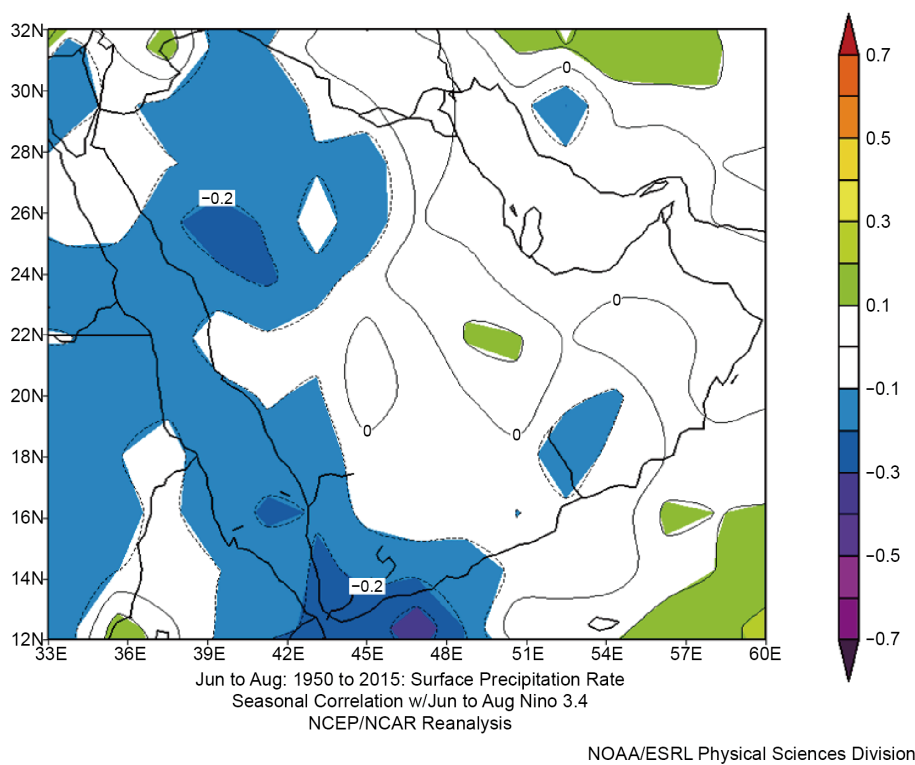 32N
30N
28N
26N
24N
22N
20N
18N
16N
14N
12N
33E 36E 39E 42E 45E 48E 51E 54E 57E 60E
0
−0.2
0
0
0
−0.2
0.7
0.5
0.3
0.1
−0.1
−0.3
−0.5
−0.7
Jun to Aug: 1950 to 2015: Surface Precipitation Rate
Seasonal Correlation w/Jun to Aug Nino 3.4
NCEP/NCAR Reanalysis
NOAA/ESRL Physical Sciences Division